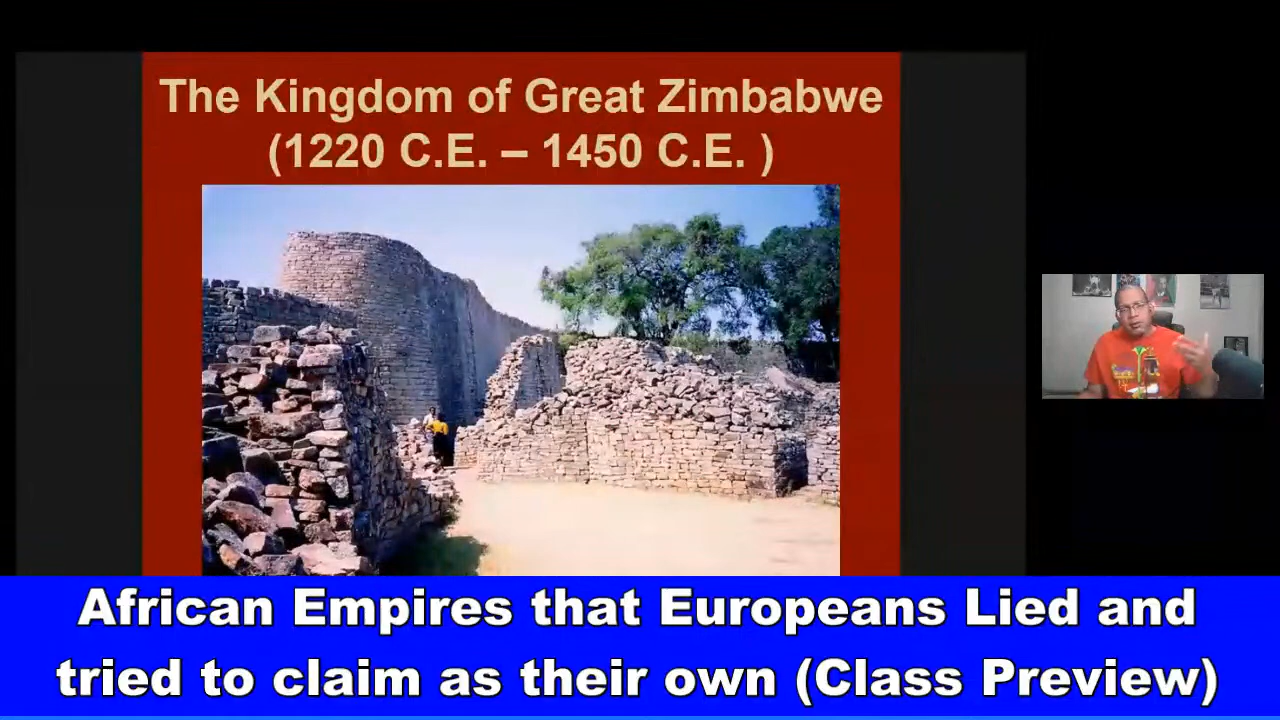 The Kingdom of Great Zimbabwe
(1220 C.E. – 1450 C.E. )
African Empires that Europeans Lied and
tried to claim as their own (Class Preview)